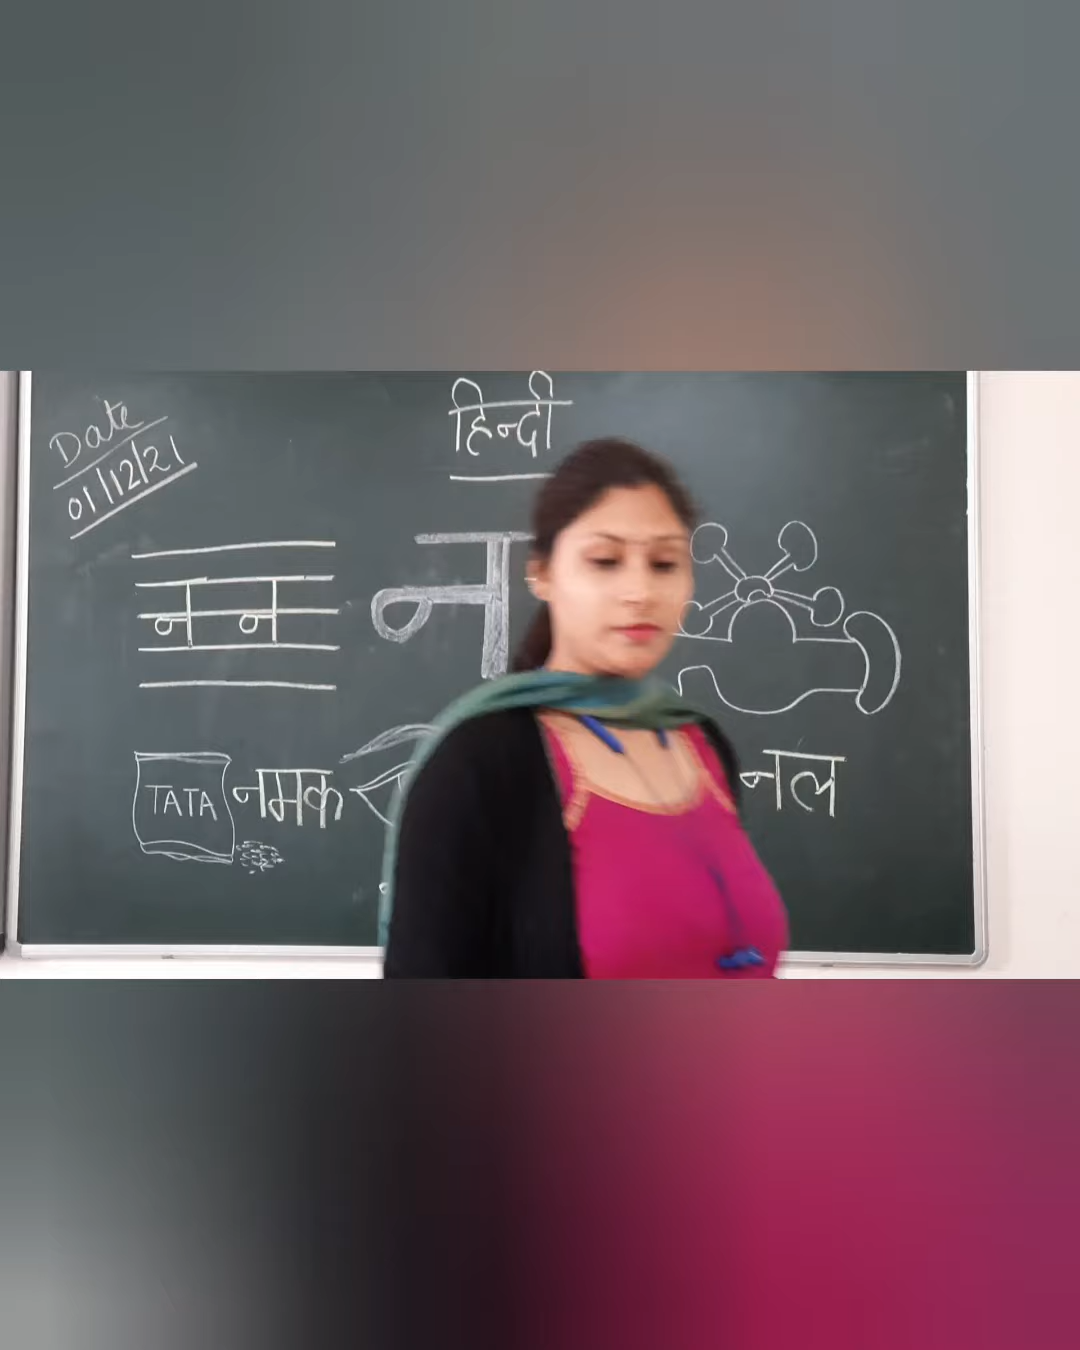 Date
01/12/21
हिन्दी
न न
न
TATA नमक
नल